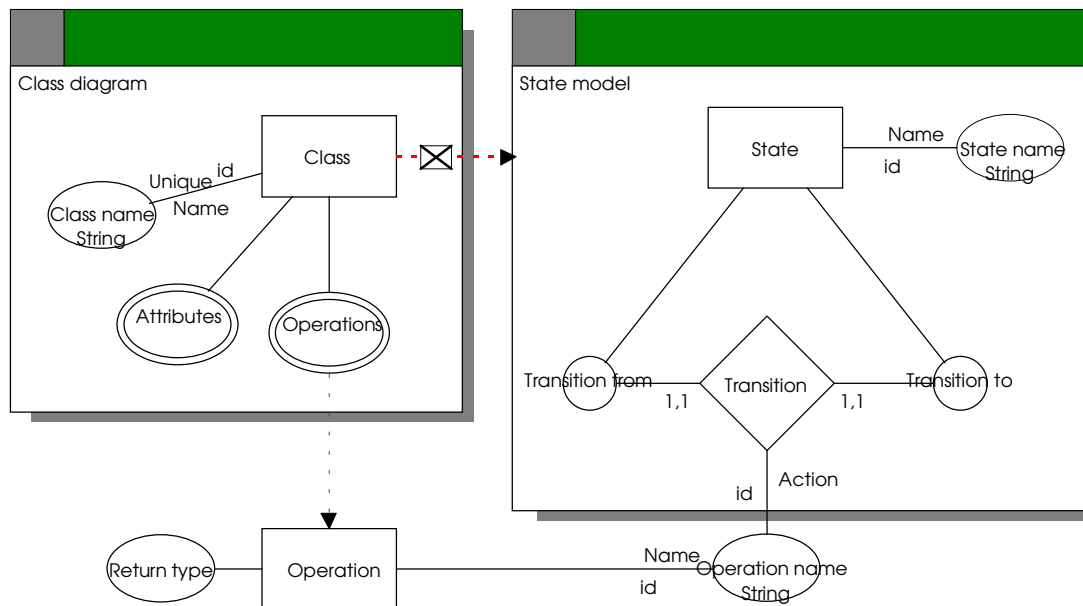 Class diagram
State model
Class
State
Name
id
State name
String
id
Unique
Name
Class name
String
Attributes
Operations
Transition from
1,1
Transition
1,1
Transition to
Action
id
Return type
Operation
Name
id
Operation name
String